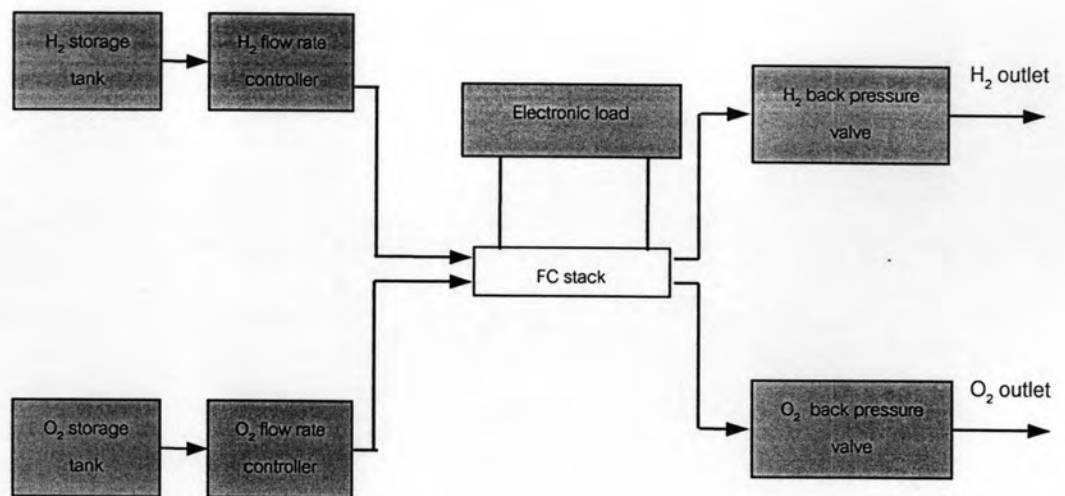 H₂ storage
tank
H₂ flow rate
controller
Electronic load
H₂ back pressure
valve
H₂ outlet
FC stack
O₂ storage
tank
O₂ flow rate
controller
O₂ back pressure
valve
O₂ outlet